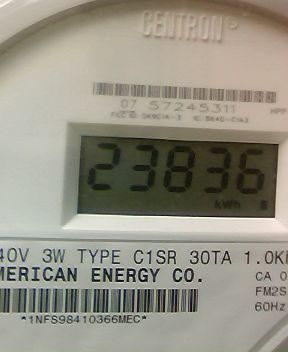 CENTRON®
07 57245311
23836
kWh
40V 3W TYPE C1SR 30TA 1.0
MERICAN ENERGY CO.
CA 0
FM2S
60Hz
*1NFS98410366MEC*